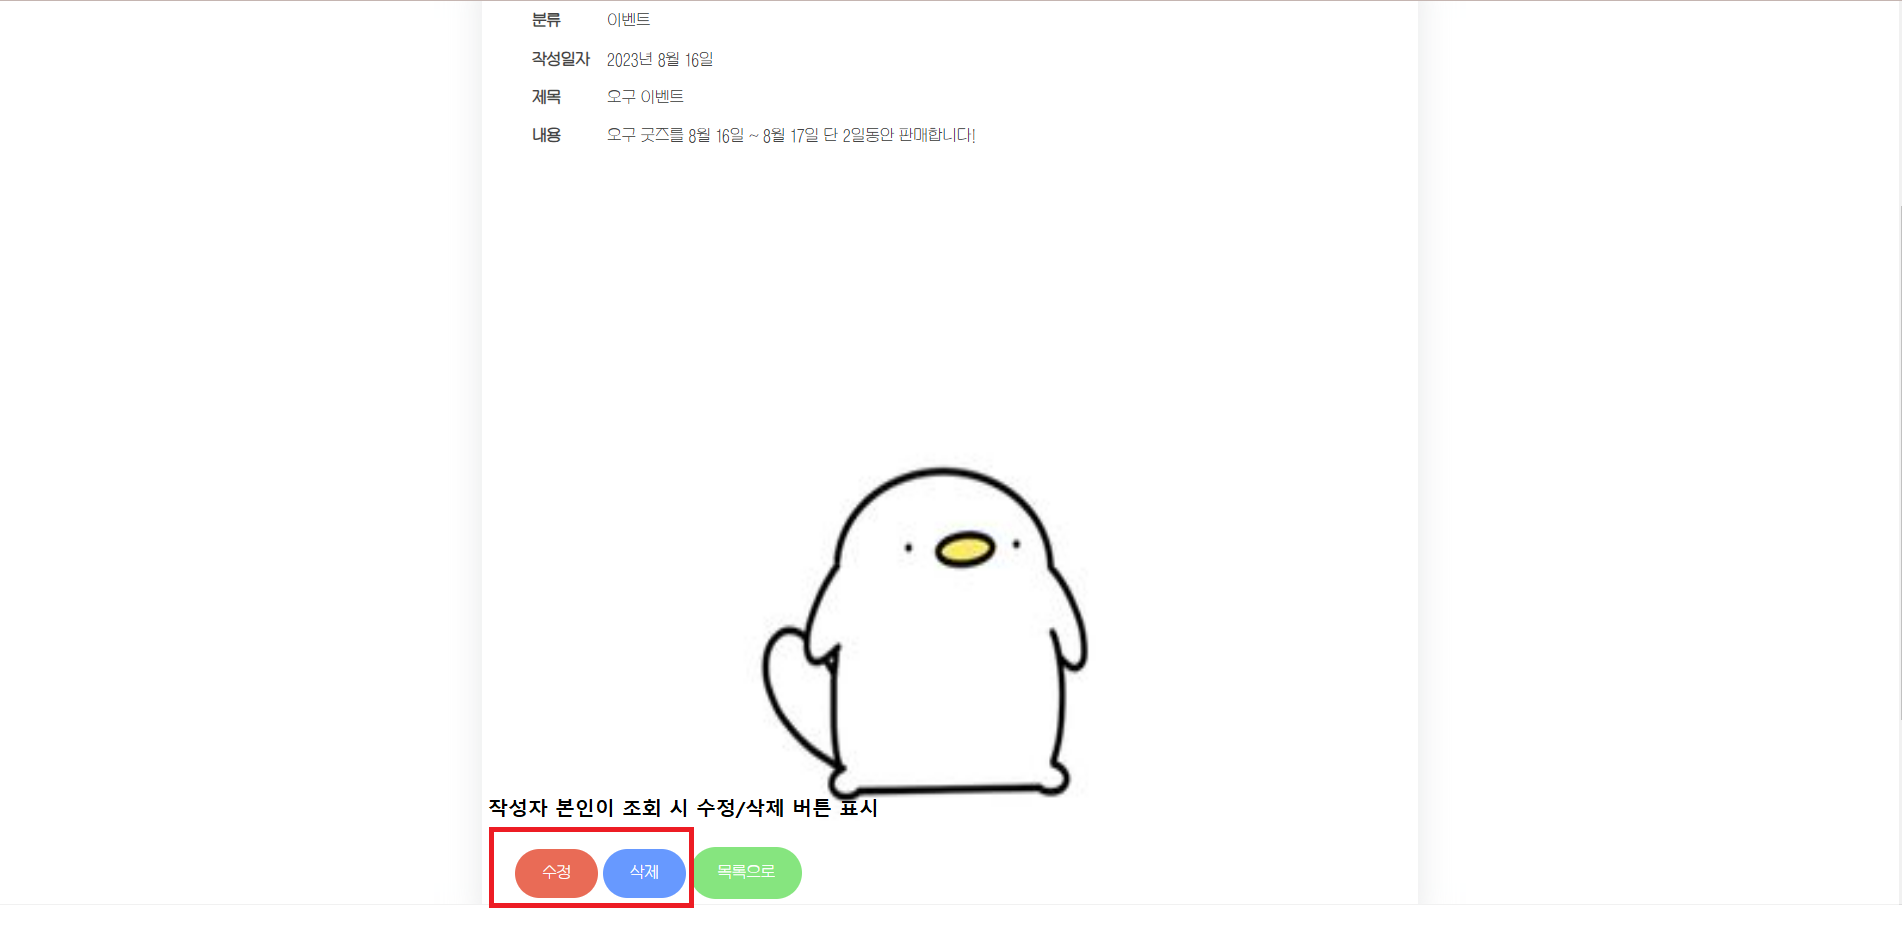 분류 이벤트
작성일자 2023년 8월 16일
제목 오구 이벤트
내용 오구 굿즈를 8월 16일 ~ 8월 17일 단 2일동안 판매합니다!
작성자 본인이 조회 시 수정/삭제 버튼 표시
수정 삭제 목록으로